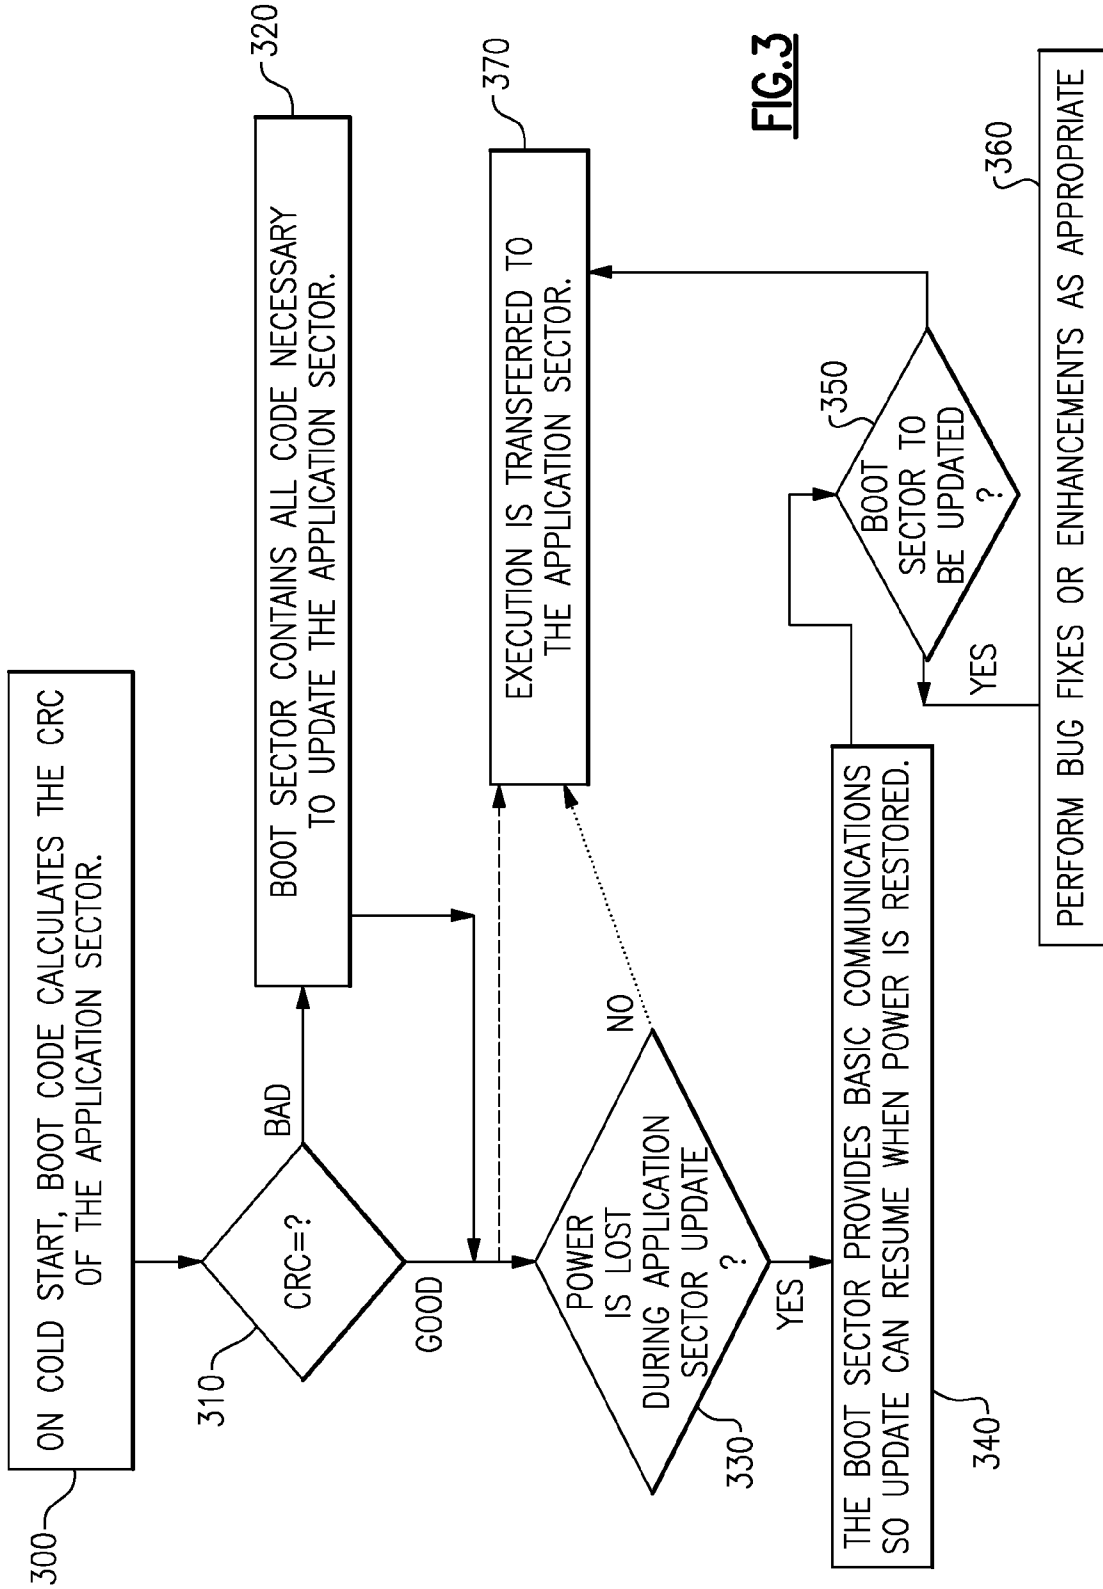 300
ON COLD START, BOOT CODE CALCULATES THE CRC
OF THE APPLICATION SECTOR.
310
CRC=?
BAD
GOOD
320
BOOT SECTOR CONTAINS ALL CODE NECESSARY
TO UPDATE THE APPLICATION SECTOR.
370
EXECUTION IS TRANSFERRED TO
THE APPLICATION SECTOR.
POWER
IS LOST
DURING APPLICATION
SECTOR UPDATE
?
330
NO
YES
THE BOOT SECTOR PROVIDES BASIC COMMUNICATIONS
SO UPDATE CAN RESUME WHEN POWER IS RESTORED.
340
BOOT
SECTOR TO
BE UPDATED
?
350
YES
360
PERFORM BUG FIXES OR ENHANCEMENTS AS APPROPRIATE
FIG.3